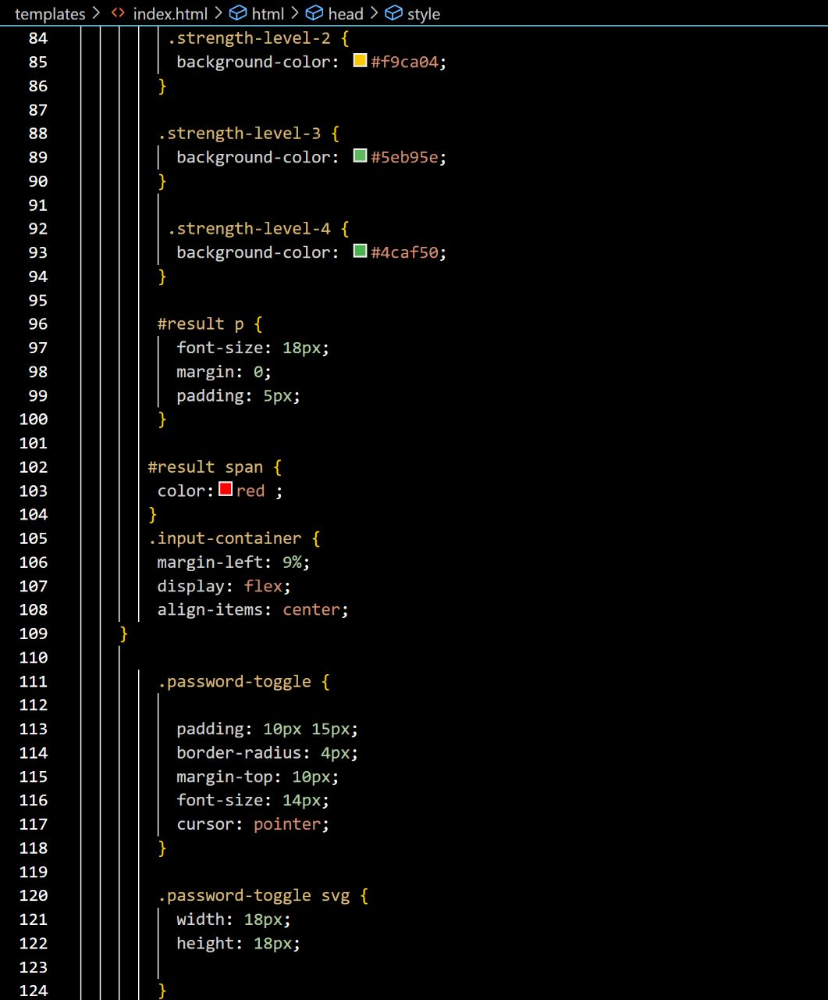 templates > <> index.html > html > head > style
84 .strength-level-2 {
85 background-color: #f9ca04;
86 }
87
88 .strength-level-3 {
89 background-color: #5eb95e;
90 }
91
92 .strength-level-4 {
93 background-color: #4caf50;
94 }
95
96 #result p {
97 font-size: 18px;
98 margin: 0;
99 padding: 5px;
100 }
101
102 #result span {
103 color: red ;
104 }
105 .input-container {
106 margin-left: 9%;
107 display: flex;
108 align-items: center;
109 }
110
111 .password-toggle {
112
113 padding: 10px 15px;
114 border-radius: 4px;
115 margin-top: 10px;
116 font-size: 14px;
117 cursor: pointer;
118 }
119
120 .password-toggle svg {
121 width: 18px;
122 height: 18px;
123
124 }